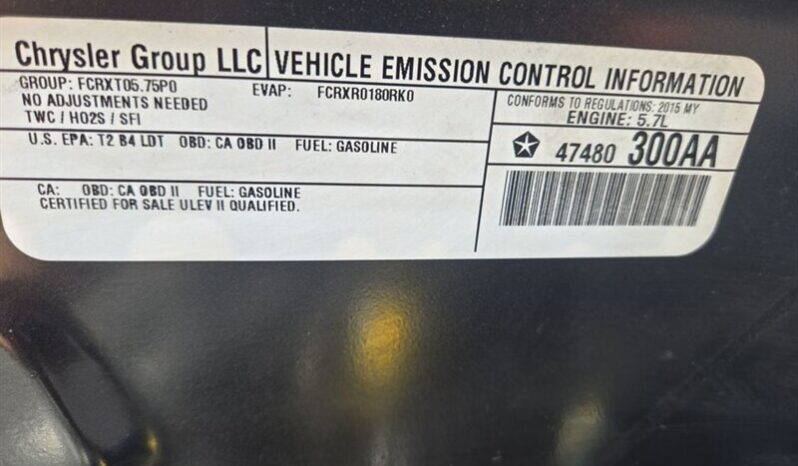 Chrysler Group LLC VEHICLE EMISSION CONTROL INFORMATION
GROUP: FCRXT05.75P0 EVAP: FCRXR0180RK0
NO ADJUSTMENTS NEEDED
TWC / HO2S / SFI
CONFORMS TO REGULATIONS: 2015 MY
ENGINE: 5.7L
U.S. EPA: T2 B4 LDT OBD: CA OBD II FUEL: GASOLINE
47480 300AA
CA: OBD: CA OBD II FUEL: GASOLINE
CERTIFIED FOR SALE ULEV II QUALIFIED.